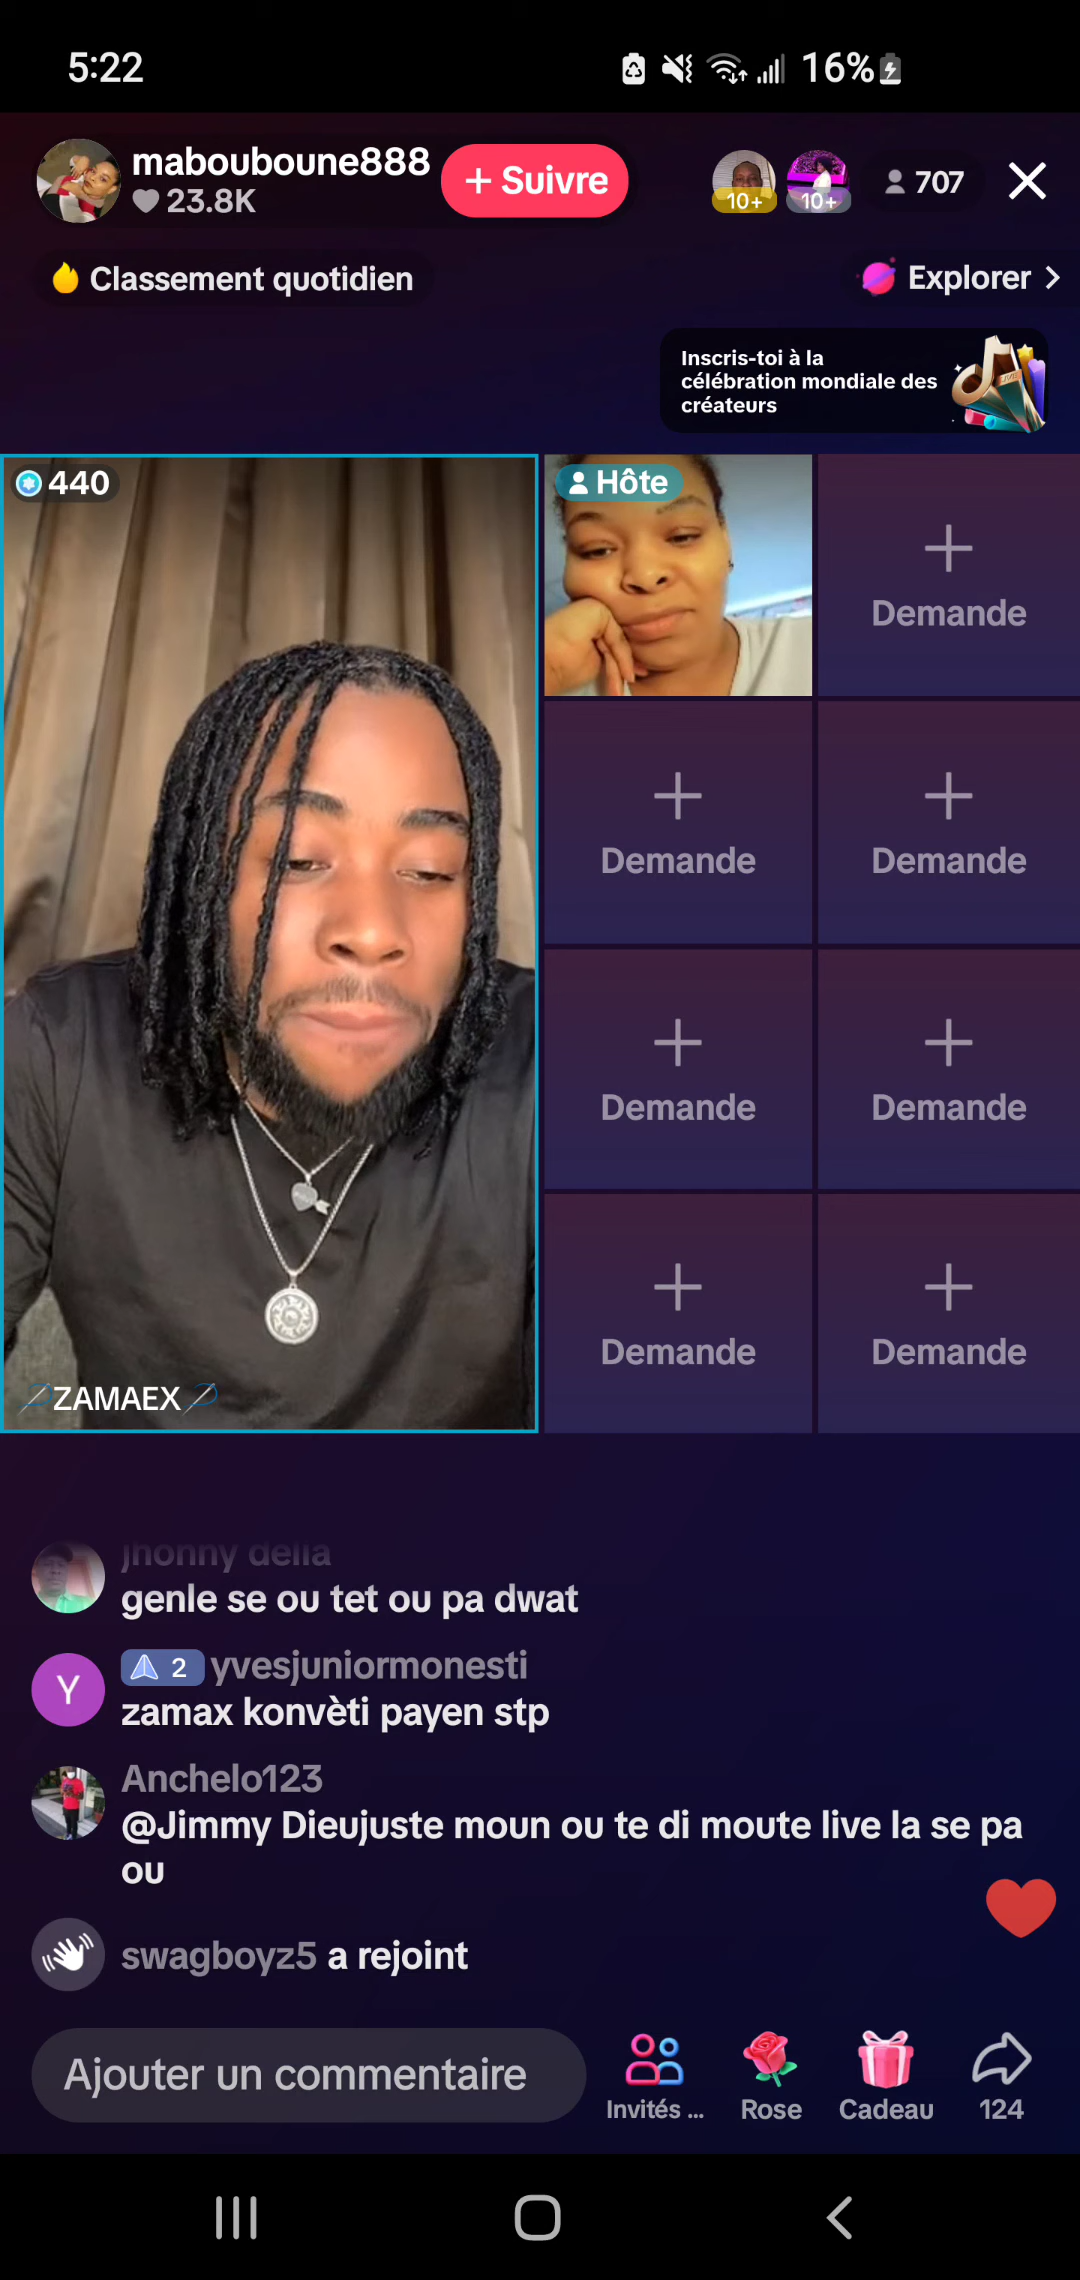 5:22
16%
mabouboune888
23.8K
+ Suivre
10+
10+
707
Classement quotidien
Explorer >
Inscris-toi à la
célébration mondiale des
créateurs
440
Hôte
Demande
Demande
Demande
Demande
Demande
Demande
Demande
ZAMAEX
jhonny delia
genle se ou tet ou pa dwat
Y
2 yvesjuniormonesti
zamax konvèti payen stp
Anchelo123
@Jimmy Dieujuste moun ou te di moute live la se pa
ou
swagboyz5 a rejoint
Ajouter un commentaire
Invités ...
Rose
Cadeau
124